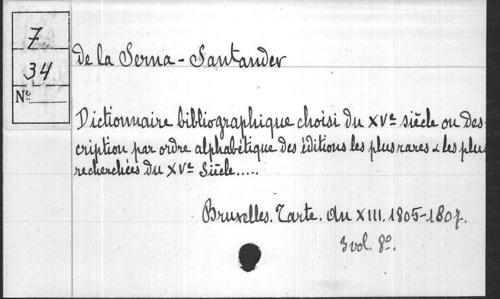 7
34
No
de la Serna-Santander
Dictionnaire bibliographique choisi du XVe siècle ou Des-
cription par ordre alphabétique des éditions les plus rares & les plus
recherchées du XVe Siècle.....
Bruxelles. Tarte. an XIII. 1805-1807.
3 vol. 8o.